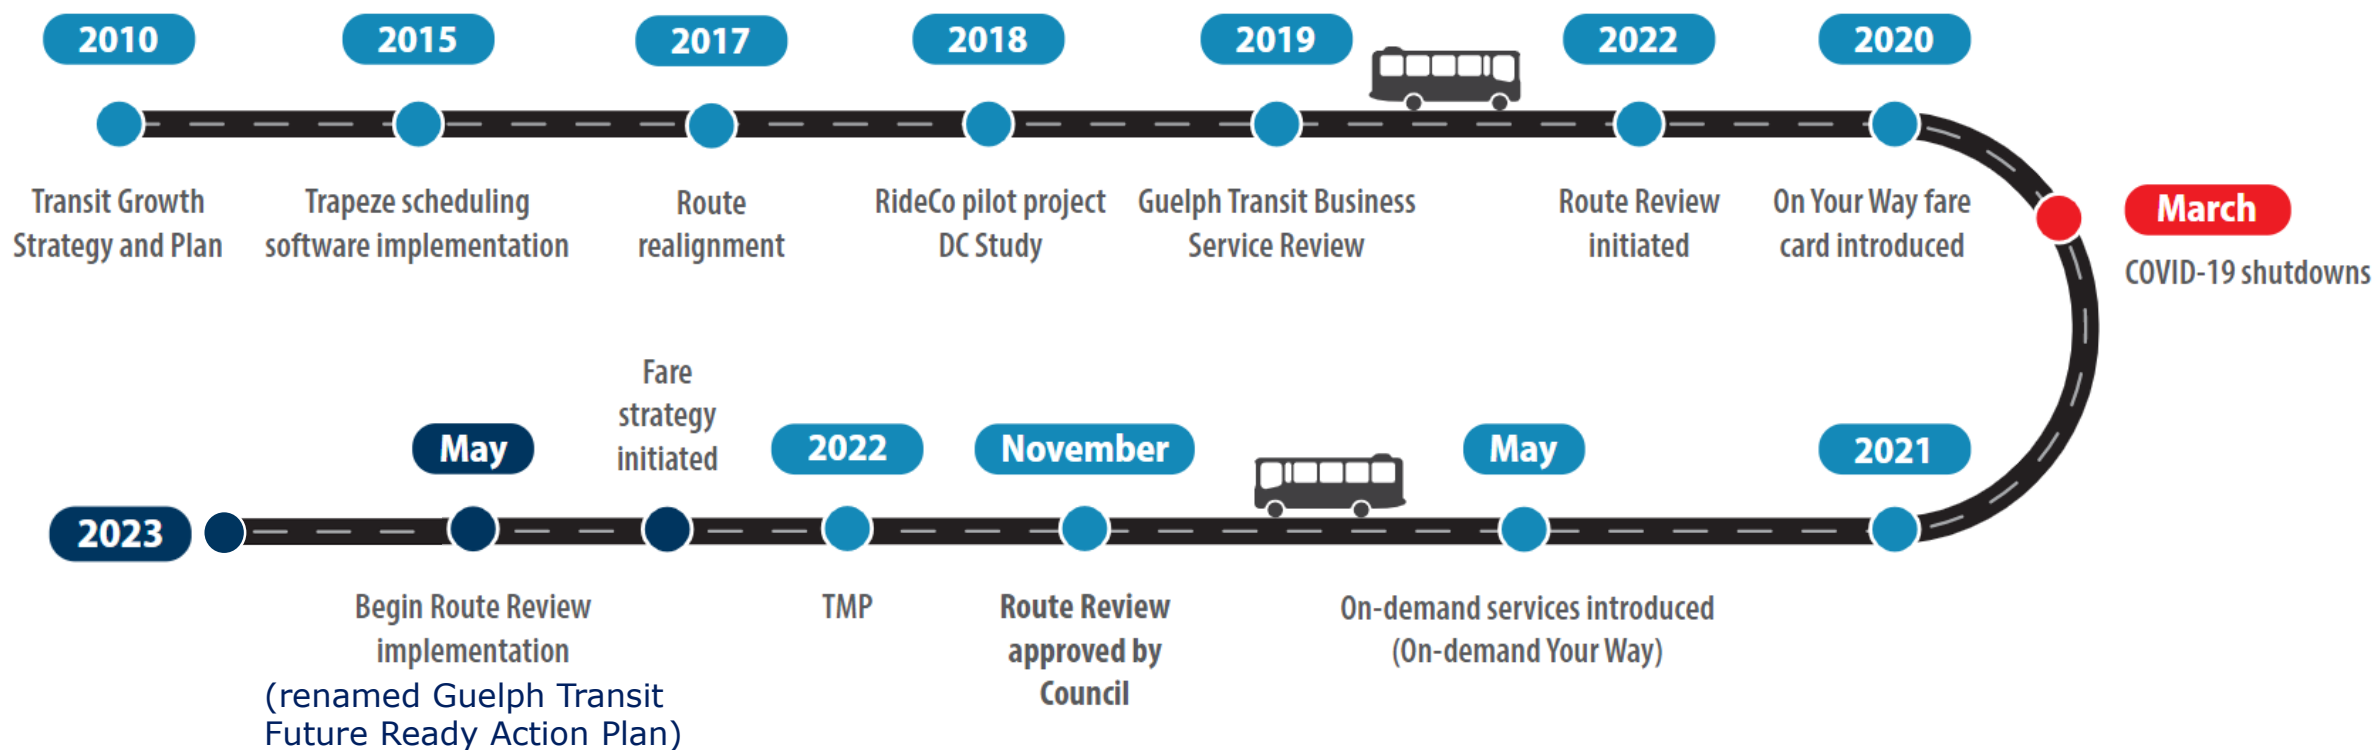 2010
2015
2017
2018
2019
2022
2020
Transit Growth
Strategy and Plan
Trapeze scheduling
software implementation
Route
realignment
RideCo pilot project
DC Study
Guelph Transit Business
Service Review
Route Review
initiated
On Your Way fare
card introduced
March
COVID-19 shutdowns
2021
May
On-demand services introduced
(On-demand Your Way)
November
Route Review
approved by
Council
2022
TMP
Fare
strategy
initiated
May
Begin Route Review
implementation
(renamed Guelph Transit
Future Ready Action Plan)
2023